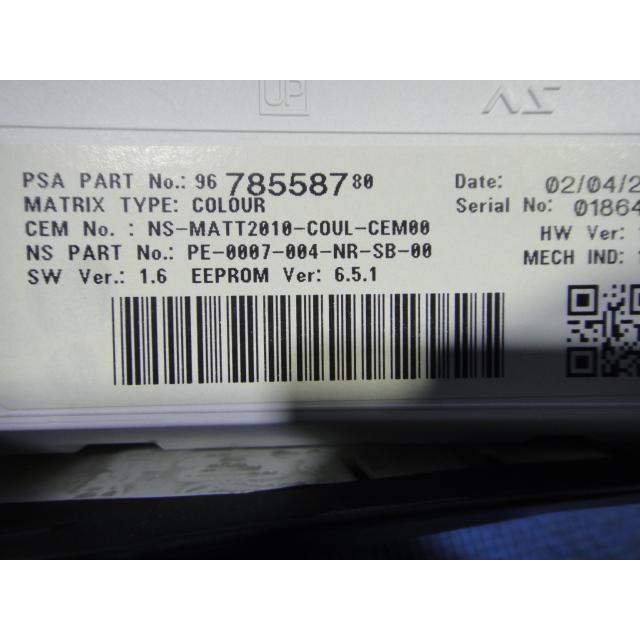 UP
NS
PSA PART No.: 96 785587 80
MATRIX TYPE: COLOUR
CEM No. : NS-MATT2010-COUL-CEM00
NS PART No.: PE-0007-004-NR-SB-00
SW Ver.: 1.6 EEPROM Ver: 6.5.1
Date: 02/04/2
Serial No: 01864
HW Ver:
MECH IND: